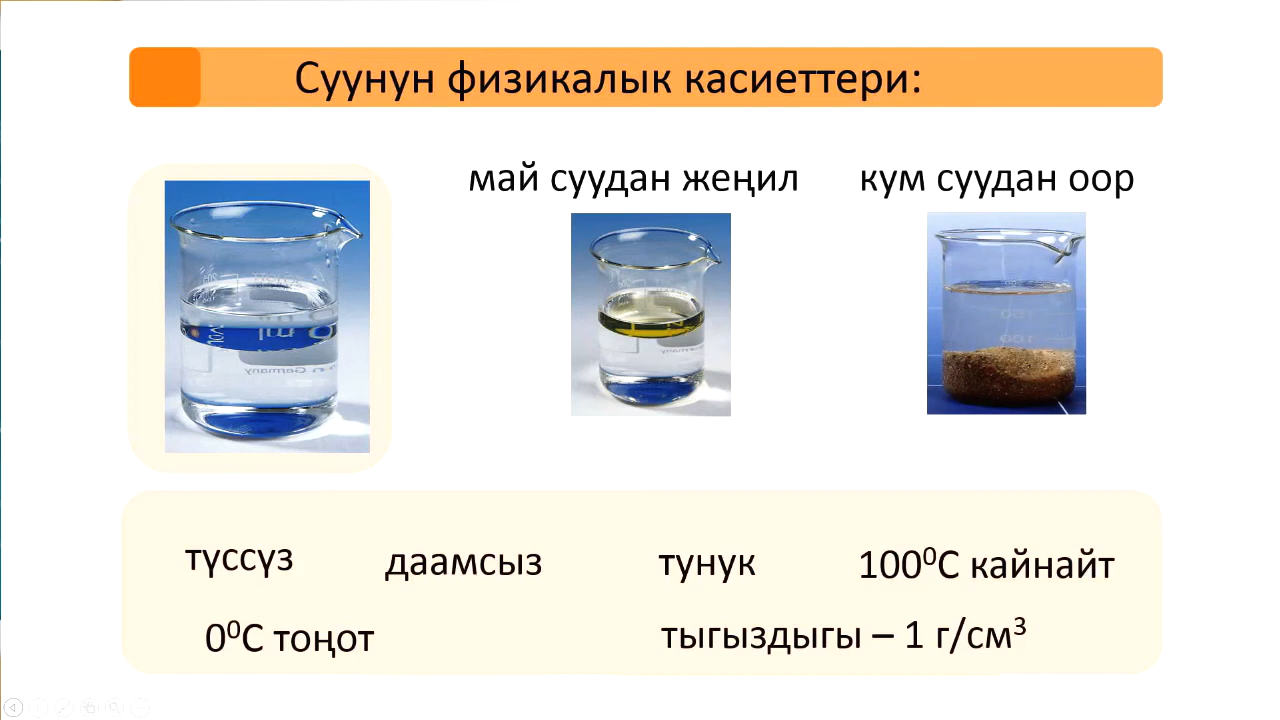 Суунун физикалык касиеттери:
май суудан жеңил
кум суудан оор
түссүз даамсыз тунук 100⁰С кайнайт
0⁰С тоңот тыгыздыгы – 1 г/см³